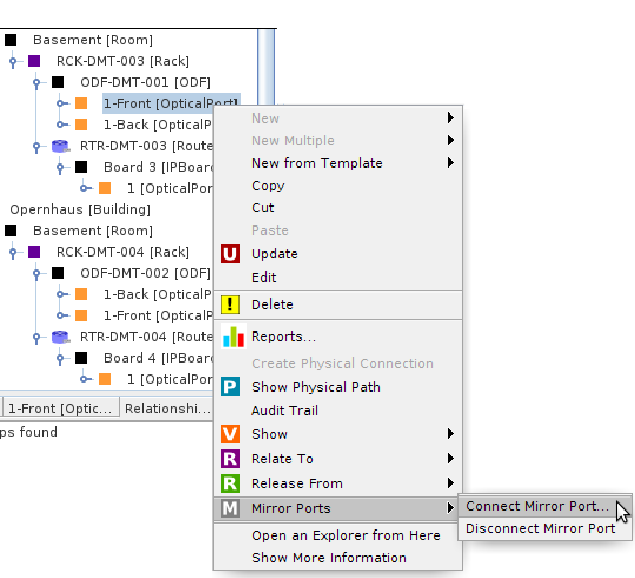 Basement [Room]
RCK-DMT-003 [Rack]
ODF-DMT-001 [ODF]
1-Front [OpticalPort]
1-Back [OpticalP
RTR-DMT-003 [Route
Board 3 [IPBoar
1 [OpticalPor
Opernhaus [Building]
Basement [Room]
RCK-DMT-004 [Rack]
ODF-DMT-002 [ODF]
1-Back [OpticalP
1-Front [OpticalP
RTR-DMT-004 [Route
Board 4 [IPBoar
1 [OpticalPor
1-Front [Optic... Relationshi...
ps found
New
New Multiple
New from Template
Copy
Cut
Paste
U Update
Edit
! Delete
Reports...
Create Physical Connection
P Show Physical Path
Audit Trail
V Show
R Relate To
R Release From
M Mirror Ports
Open an Explorer from Here
Show More Information
Connect Mirror Port...
Disconnect Mirror Port